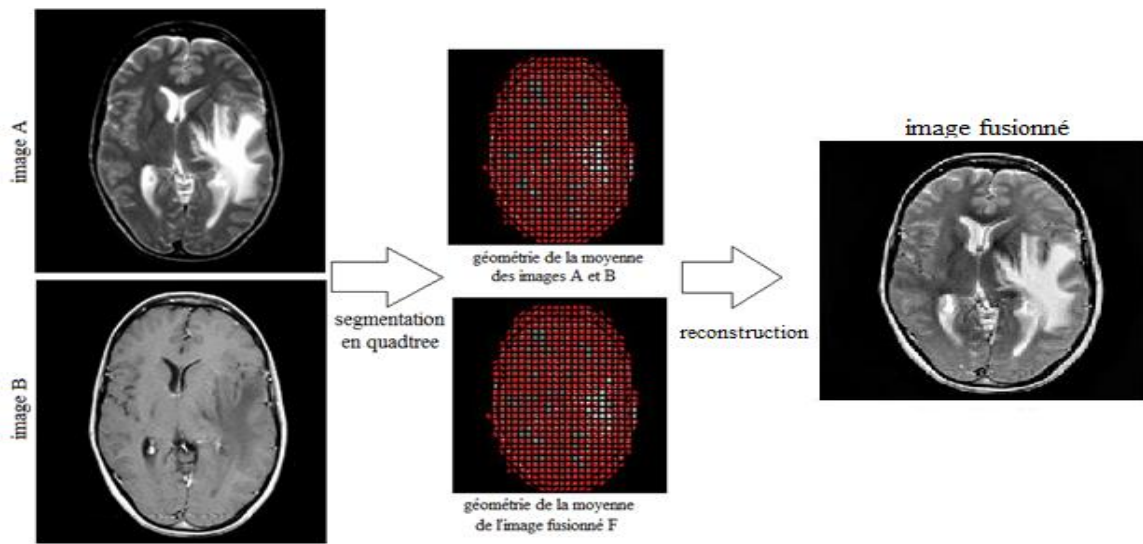 image A
image B
segmentation
en quadtree
géométrie de la moyenne
des images A et B
géométrie de la moyenne
de l'image fusionné F
reconstruction
image fusionné